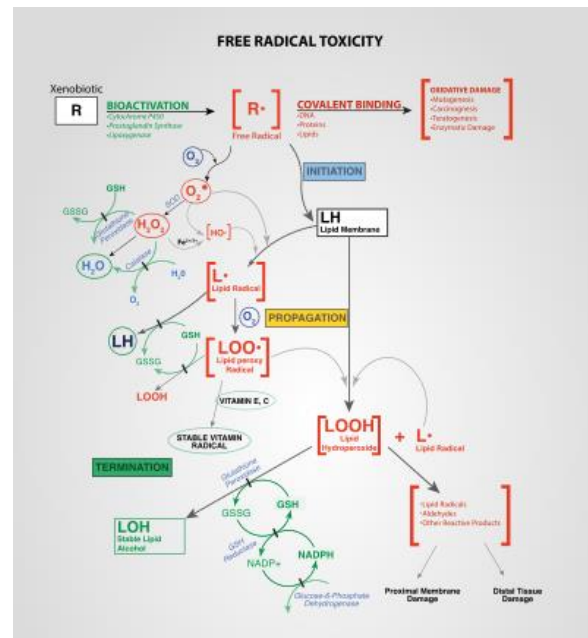 FREE RADICAL TOXICITY
Xenobiotic
R
BIOACTIVATION
•Cytochrome P450
•Prostaglandin Synthase
•Lipoxygenase
[R•]
Free Radical
COVALENT BINDING
•DNA
•Proteins
•Lipids
OXIDATIVE DAMAGE
•Mutagenesis
•Carcinogenesis
•Teratogenesis
•Enzymatic Damage
O₂
INITIATION
GSH
SOD
O₂•
LH
Lipid Membrane
GSSG
Glutathione
Peroxidase
H₂O₂
[HO•]
H₂O
Catalase
H₂0
O₂
[L•]
Lipid Radical
O₂
PROPAGATION
LH
GSH
GSSG
[LOO•]
Lipid peroxy
Radical
LOOH
VITAMIN E, C
STABLE VITAMIN
RADICAL
[LOOH]
Lipid
Hydroperoxide
+
L•
Lipid Radical
TERMINATION
Glutathione
Peroxidase
LOH
Stable Lipid
Alcohol
GSSG
GSH
GSH
Reductase
NADP+
NADPH
Glucose-6-Phosphate
Dehydrogenase
•Lipid Radicals
•Aldehydes
•Other Reactive Products
Proximal Membrane
Damage
Distal Tissue
Damage